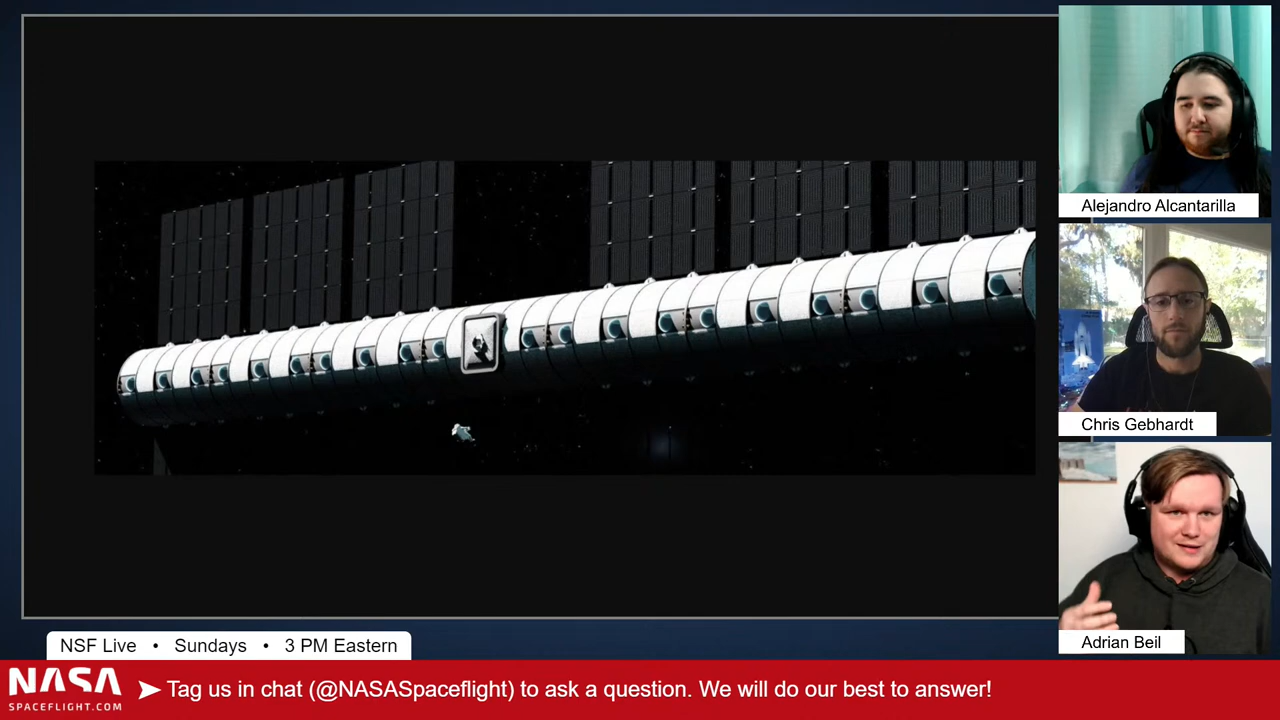 Alejandro Alcantarilla
Chris Gebhardt
Adrian Beil
NSF Live • Sundays • 3 PM Eastern
NASA
SPACEFLIGHT.COM
Tag us in chat (@NASASpaceflight) to ask a question. We will do our best to answer!